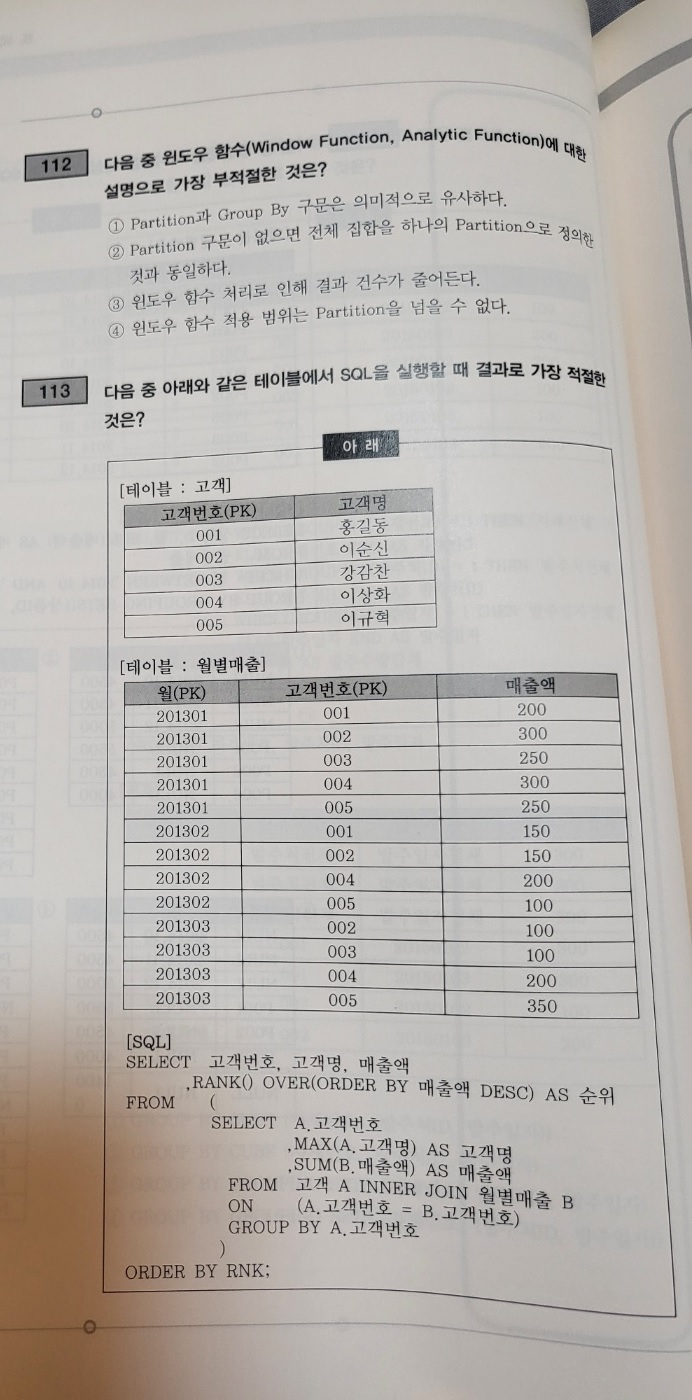 112 다음 중 윈도우 함수(Window Function, Analytic Function)에 대한
설명으로 가장 부적절한 것은?
① Partition과 Group By 구문은 의미적으로 유사하다.
② Partition 구문이 없으면 전체 집합을 하나의 Partition으로 정의한
것과 동일하다.
③ 윈도우 함수 처리로 인해 결과 건수가 줄어든다.
④ 윈도우 함수 적용 범위는 Partition을 넘을 수 없다.
113 다음 중 아래와 같은 테이블에서 SQL을 실행할 때 결과로 가장 적절한
것은?
아 래
[테이블 : 고객]
고객번호(PK) 고객명
001 홍길동
002 이순신
003 강감찬
004 이상화
005 이규혁
[테이블 : 월별매출]
월(PK) 고객번호(PK) 매출액
201301 001 200
201301 002 300
201301 003 250
201301 004 300
201301 005 250
201302 001 150
201302 002 150
201302 004 200
201302 005 100
201303 002 100
201303 003 100
201303 004 200
201303 005 350
[SQL]
SELECT 고객번호, 고객명, 매출액
,RANK() OVER(ORDER BY 매출액 DESC) AS 순위
FROM (
SELECT A.고객번호
,MAX(A.고객명) AS 고객명
,SUM(B.매출액) AS 매출액
FROM 고객 A INNER JOIN 월별매출 B
ON (A.고객번호 = B.고객번호)
GROUP BY A.고객번호
)
ORDER BY RNK;